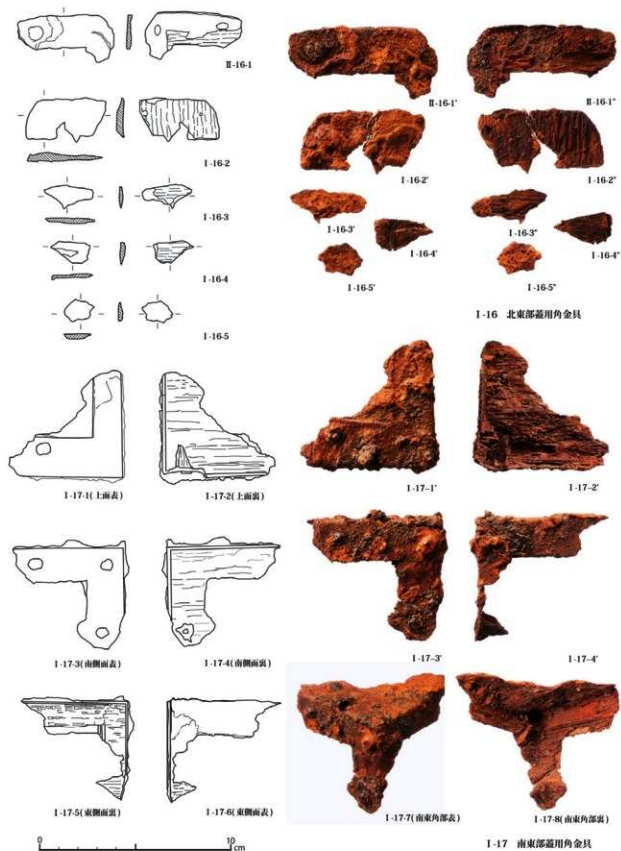 II-16-1
I-16-2
I-16-3
I-16-4
I-16-5
II-16-1'
II-16-1"
I-16-2'
I-16-2"
I-16-3'
I-16-4'
I-16-3"
I-16-4"
I-16-5'
I-16-5"
I-16 北東部蓋用角金具
I-17-1(上面表)
I-17-2(上面裏)
I-17-1'
I-17-2'
I-17-3(南側面表)
I-17-4(南側面裏)
I-17-3'
I-17-4'
I-17-5(東側面裏)
I-17-6(東側面表)
I-17-7(南東角部表)
I-17-8(南東角部裏)
0 10
cm
I-17 南東部蓋用角金具